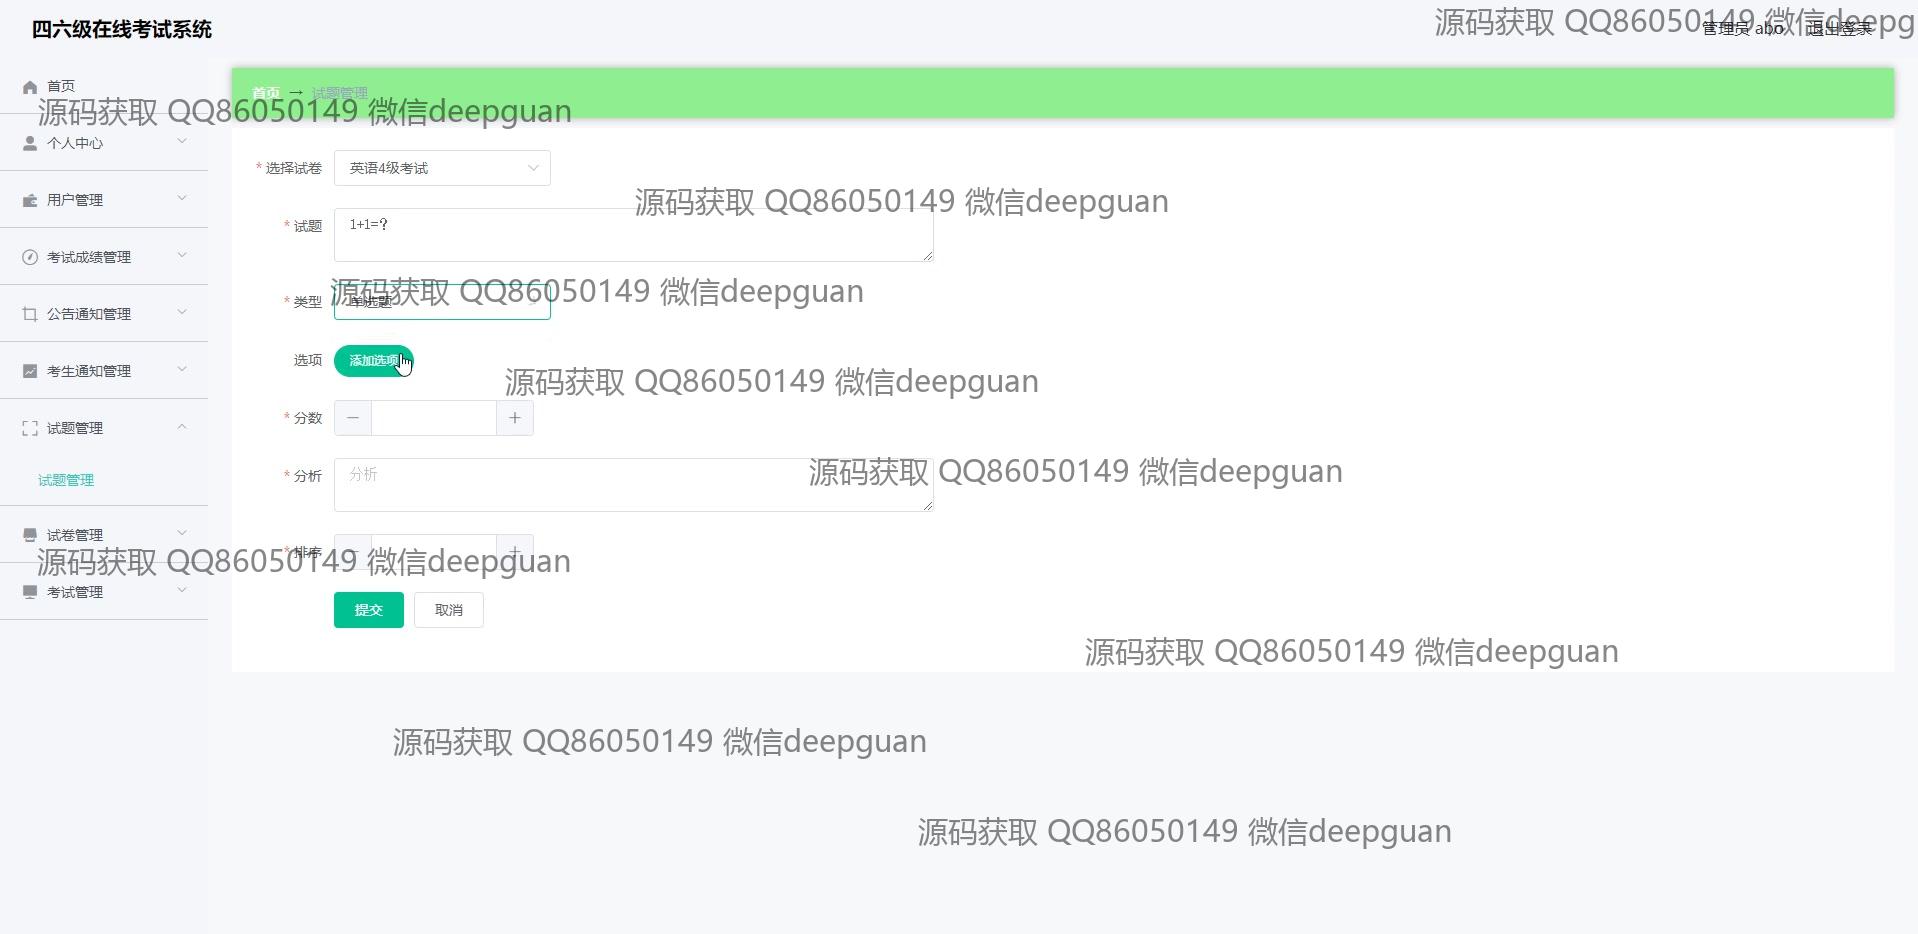 四六级在线考试系统
源码获取 QQ86050149 微信deepg
管理员 abo 退出登录
首页
首页 → 试题管理
源码获取 QQ86050149 微信deepguan
个人中心
* 选择试卷 英语4级考试
用户管理
源码获取 QQ86050149 微信deepguan
* 试题 1+1=?
考试成绩管理
源码获取 QQ86050149 微信deepguan
* 类型 单选题
公告通知管理
选项 添加选项
考生通知管理
源码获取 QQ86050149 微信deepguan
* 分数
试题管理
* 分析 分析
源码获取 QQ86050149 微信deepguan
试题管理
试卷管理
* 排序
源码获取 QQ86050149 微信deepguan
考试管理
提交 取消
源码获取 QQ86050149 微信deepguan
源码获取 QQ86050149 微信deepguan
源码获取 QQ86050149 微信deepguan